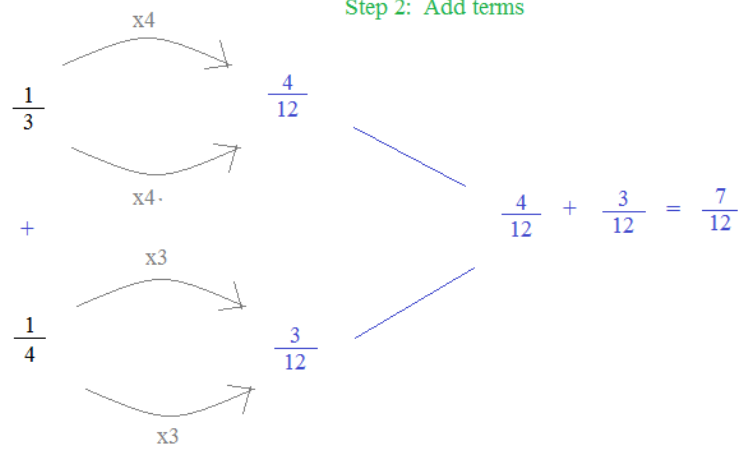 Step 2: Add terms
x4
1/3
4/12
x4.
+
4/12 + 3/12 = 7/12
x3
1/4
3/12
x3